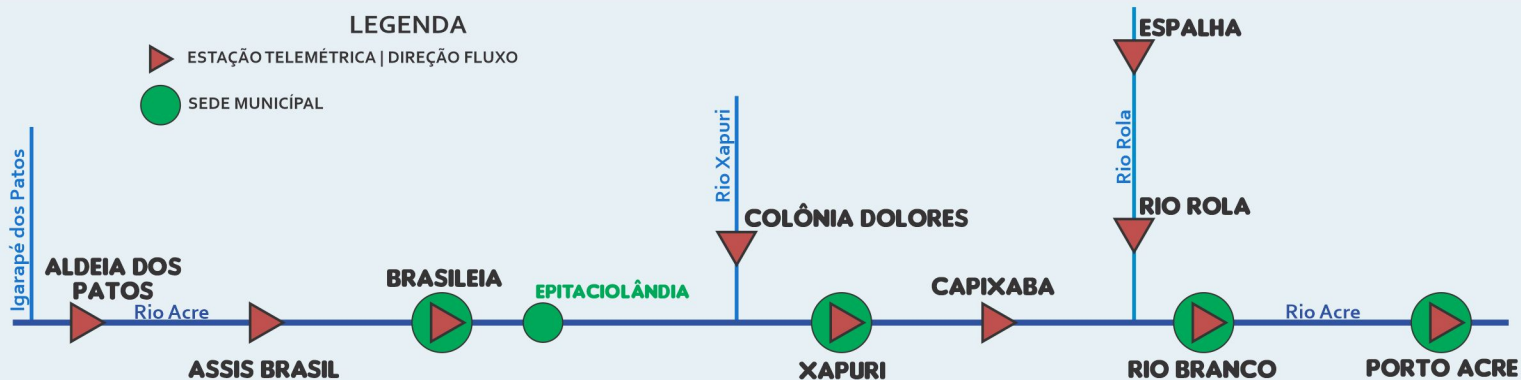 LEGENDA
ESTAÇÃO TELEMÉTRICA | DIREÇÃO FLUXO
SEDE MUNICÍPAL
Igarapé dos Patos
ALDEIA DOS
PATOS
Rio Acre
ASSIS BRASIL
BRASILEIA
EPITACIOLÂNDIA
Rio Xapuri
COLÔNIA DOLORES
XAPURI
CAPIXABA
ESPALHA
Rio Rola
RIO ROLA
RIO BRANCO
Rio Acre
PORTO ACRE